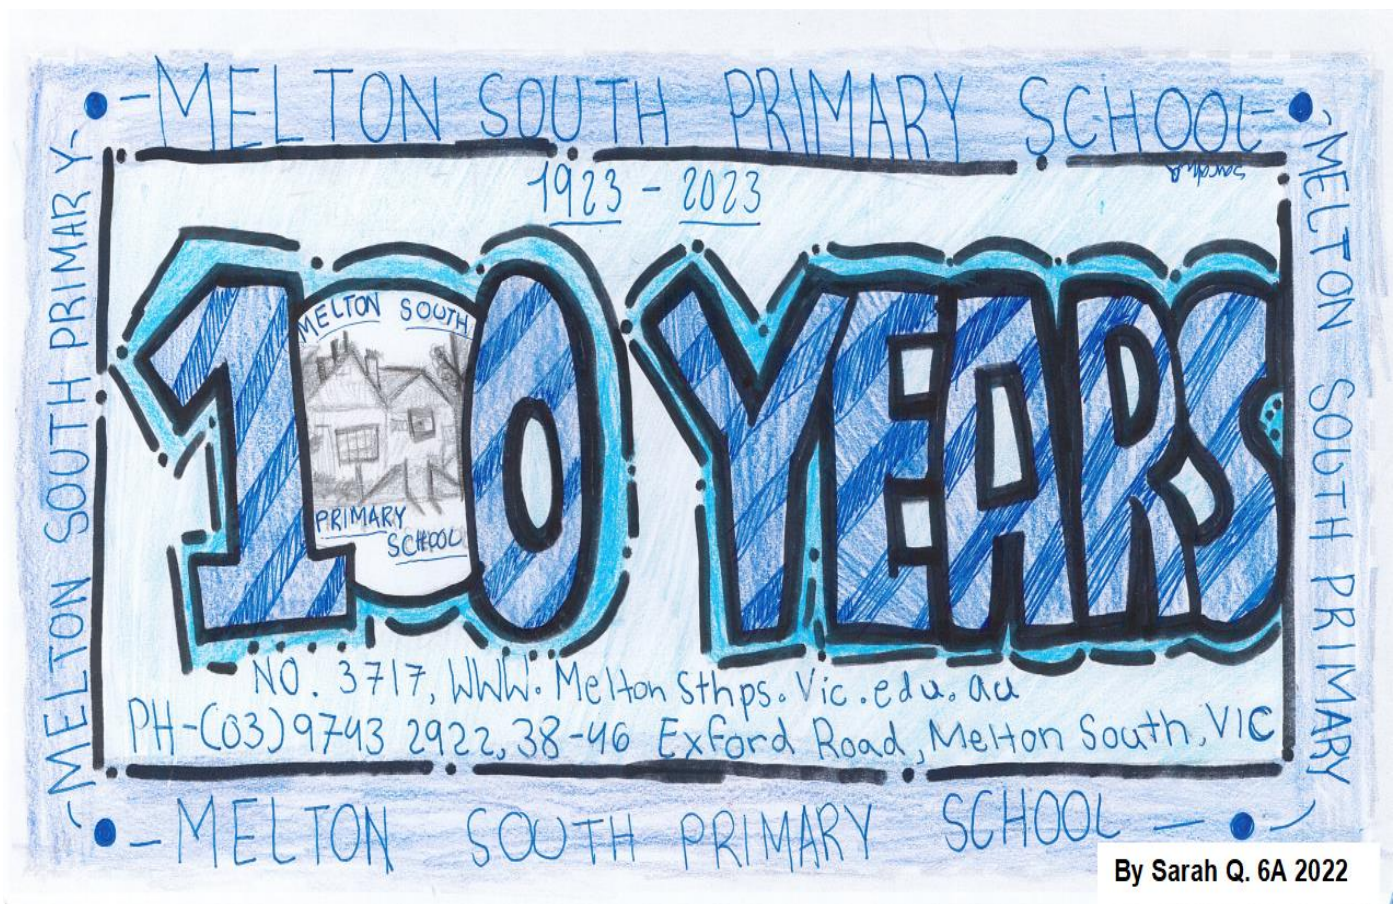 -MELTON SOUTH PRIMARY SCHOOL-
Sarah Q
1923 - 2023
100 YEARS
MELTON SOUTH
PRIMARY
SCHOOL
NO. 3717, WWW. Melton Sthps. Vic. edu. au
PH-(03)9743 2922, 38-46 Exford Road, Melton South, VIC
-MELTON SOUTH PRIMARY-
-MELTON SOUTH PRIMARY-
-MELTON SOUTH PRIMARY SCHOOL-
By Sarah Q. 6A 2022